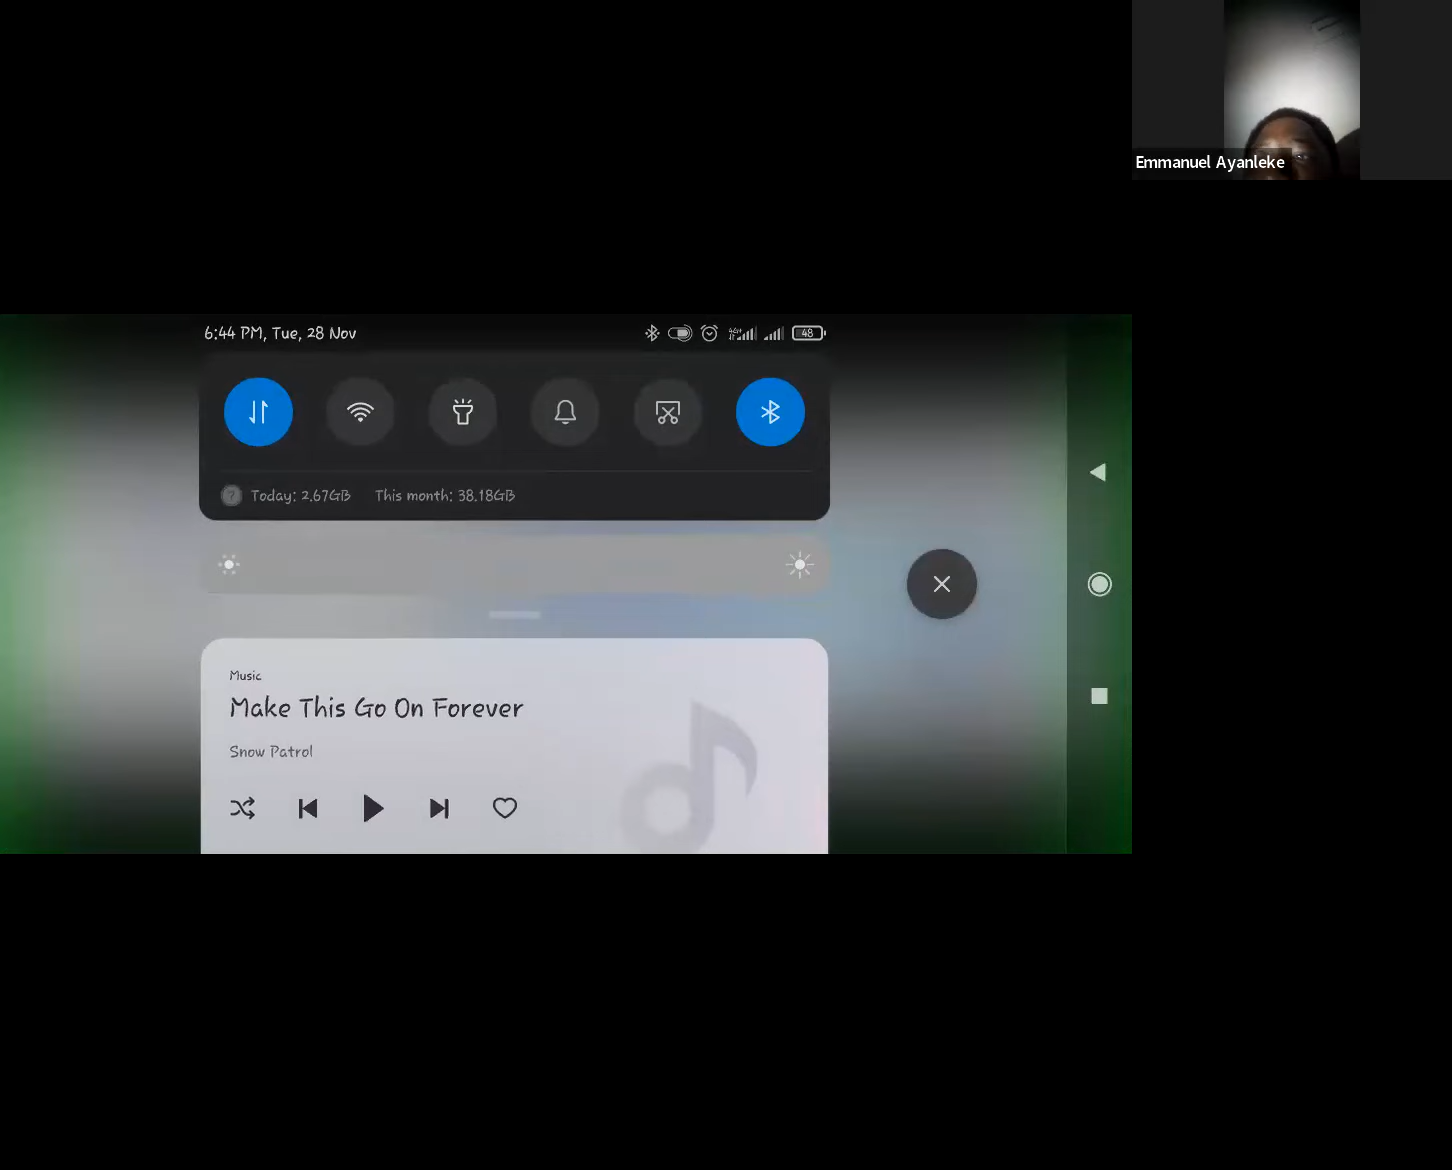 Emmanuel Ayanleke
6:44 PM, Tue, 28 Nov
48
Today: 2.67GB This month: 38.18GB
Music
Make This Go On Forever
Snow Patrol